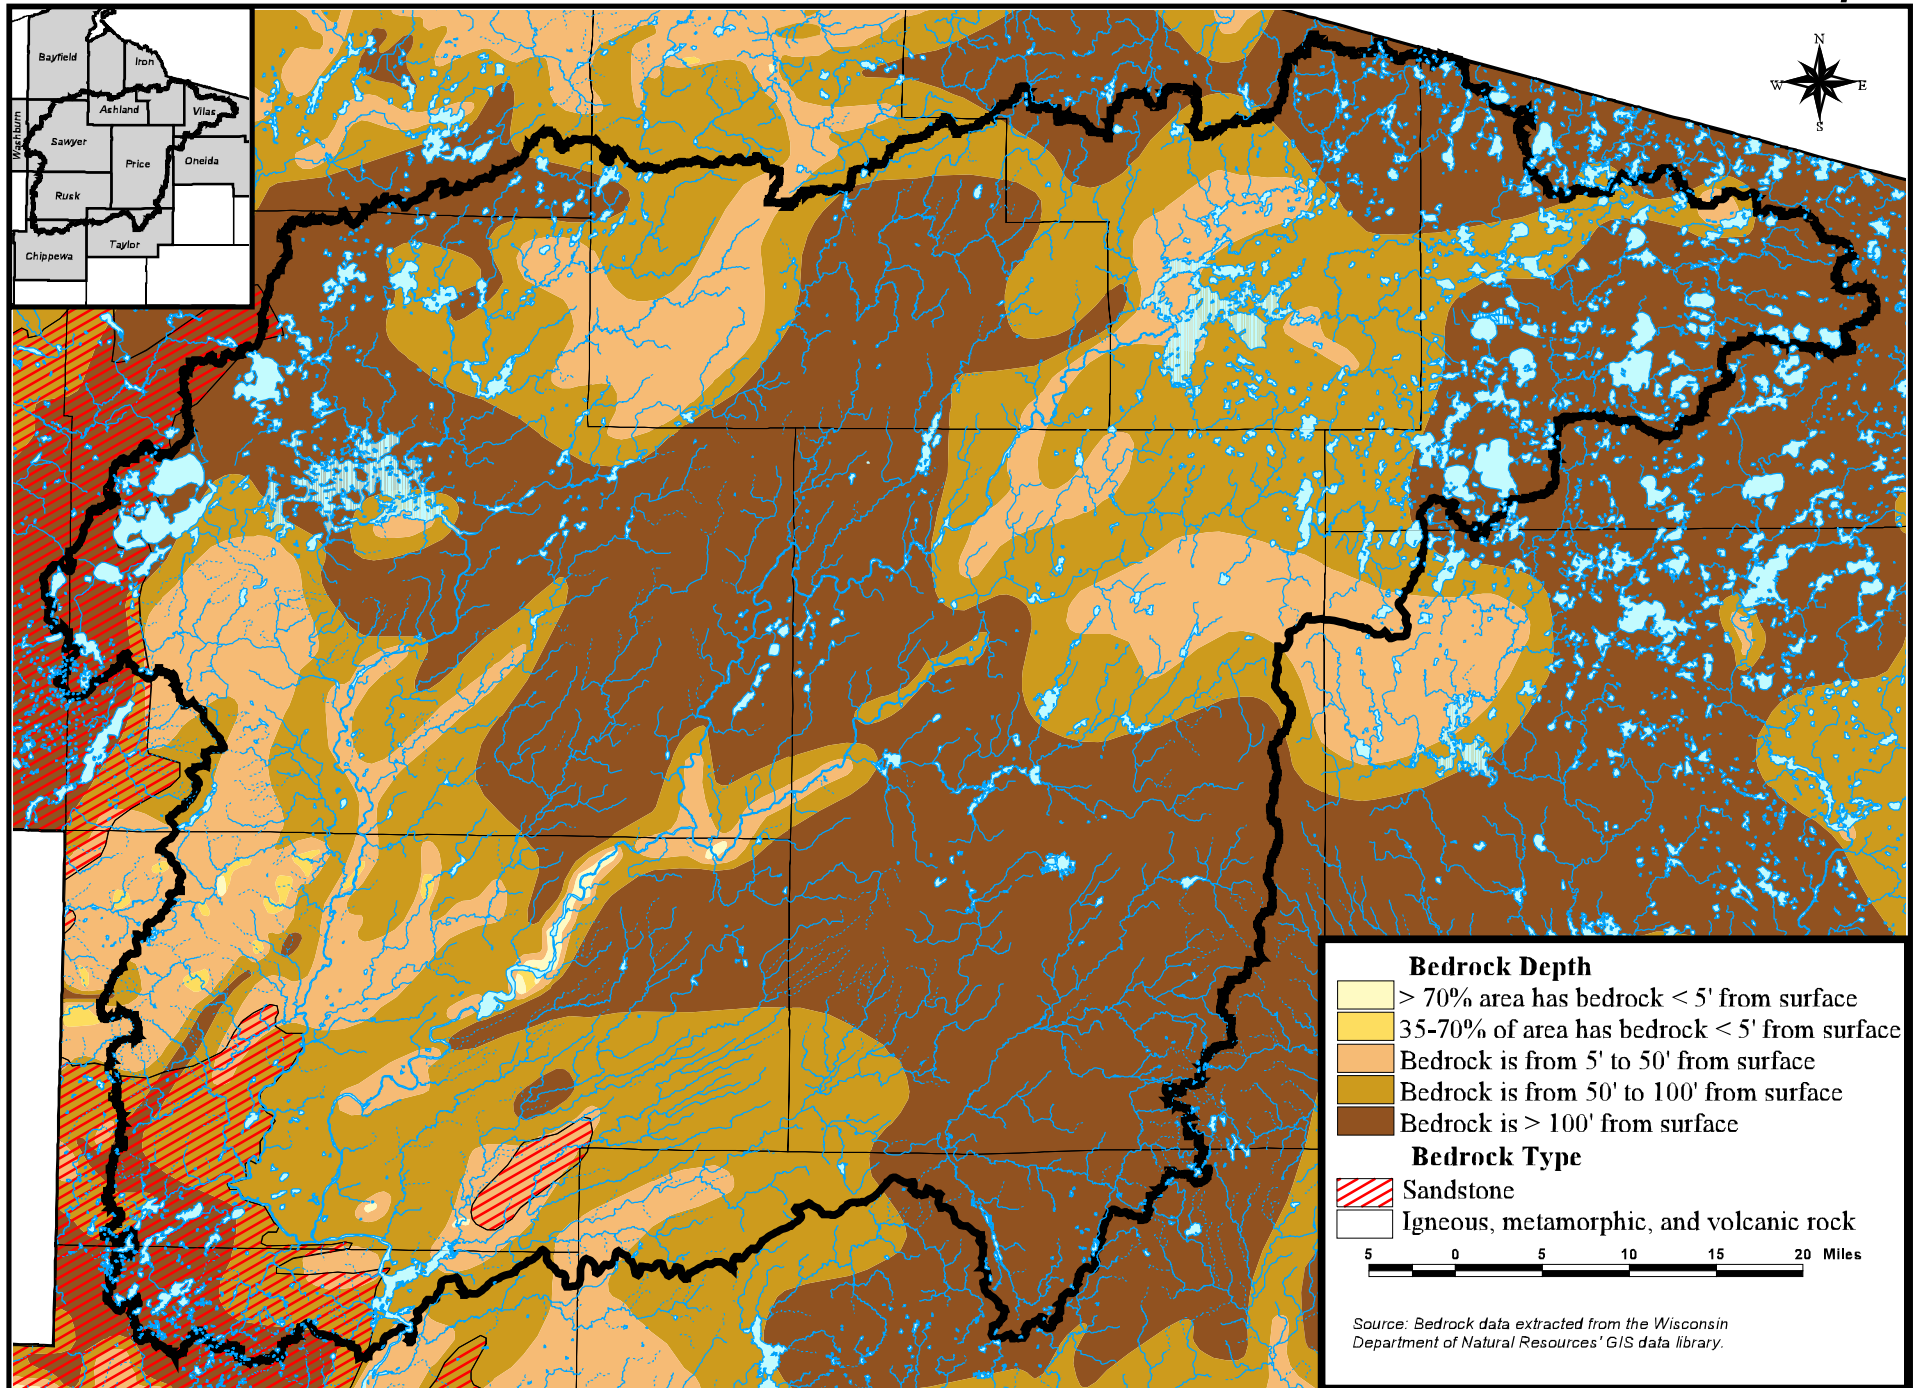 Bayfield
Iron
Ashland
Vilas
Washburn
Sawyer
Price
Oneida
Rusk
Taylor
Chippewa
N
W E
S
Bedrock Depth
> 70% area has bedrock < 5' from surface
35-70% of area has bedrock < 5' from surface
Bedrock is from 5' to 50' from surface
Bedrock is from 50' to 100' from surface
Bedrock is > 100' from surface
Bedrock Type
Sandstone
Igneous, metamorphic, and volcanic rock
5 0 5 10 15 20 Miles
Source: Bedrock data extracted from the Wisconsin
Department of Natural Resources' GIS data library.